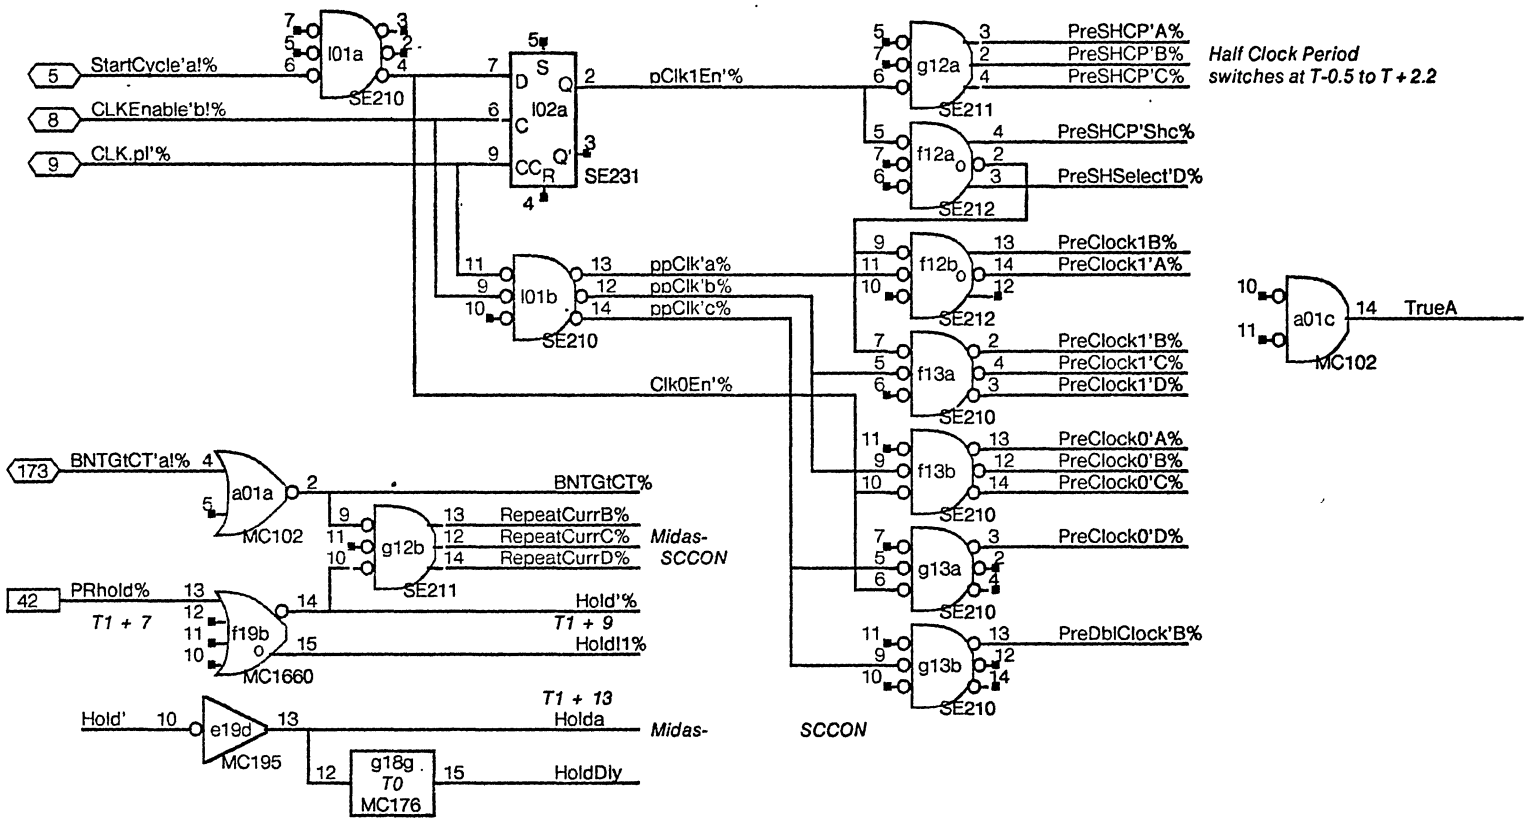 7 3
5 l01a 2
5 StartCycle'a!% 6 4
SE210
8 CLKEnable'b!%
9 CLK.pl'%
5
7 D S Q 2 pClk1En'%
6 C l02a
9 CC R Q' 3
SE231
4
5 3 PreSHCP'A%
7 g12a 2 PreSHCP'B%
6 4 PreSHCP'C%
SE211
Half Clock Period
switches at T-0.5 to T + 2.2
5 4 PreSHCP'Shc%
7 f12a o 2
6 3 PreSHSelect'D%
SE212
11 13 ppClk'a%
9 l01b 12 ppClk'b%
10 14 ppClk'c%
SE210
9 13 PreClock1B%
11 f12b o 14 PreClock1'A%
10 12
SE212
10
a01c 14 TrueA
11
MC102
7 2 PreClock1'B%
5 f13a 4 PreClock1'C%
6 3 PreClock1'D%
SE210
Clk0En'%
11 13 PreClock0'A%
9 f13b 12 PreClock0'B%
10 14 PreClock0'C%
SE210
173 BNTGtCT'a!% 4
a01a 2 BNTGtCT%
5
MC102
9 13 RepeatCurrB%
11 g12b 12 RepeatCurrC% Midas-
10 14 RepeatCurrD% SCCON
SE211
7 3 PreClock0'D%
5 g13a 2
6 4
SE210
42 PRhold% 13
T1 + 7
12 14 Hold'%
11 f19b T1 + 9
10 o 15 Holdl1%
MC1660
11 13 PreDblClock'B%
9 g13b 12
10 14
SE210
T1 + 13
Hold' 10 e19d 13 Holda Midas- SCCON
MC195
12 g18g 15 HoldDly
T0
MC176